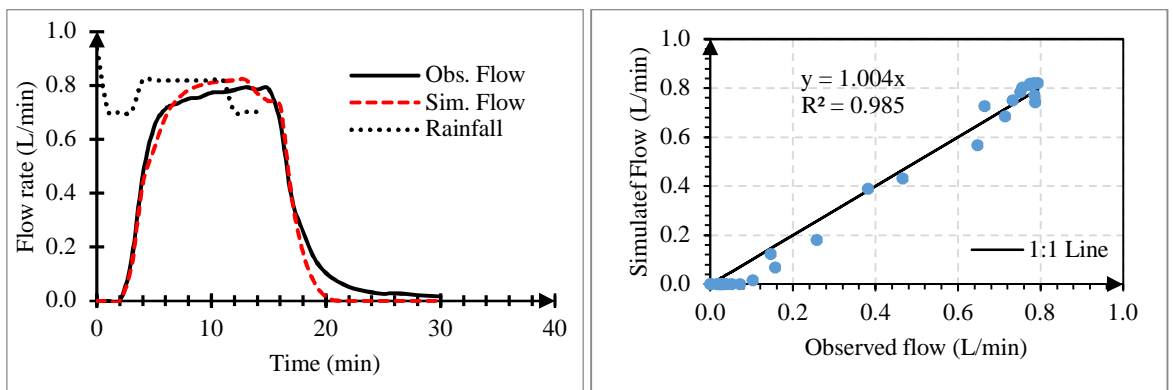 1.0
0.8
0.6
0.4
0.2
0.0
Flow rate (L/min)
Obs. Flow
Sim. Flow
Rainfall
0 10 20 30 40
Time (min)
1.0
0.8
0.6
0.4
0.2
0.0
Simulatef Flow (L/min)
y = 1.004x
R² = 0.985
1:1 Line
0.0 0.2 0.4 0.6 0.8 1.0
Observed flow (L/min)